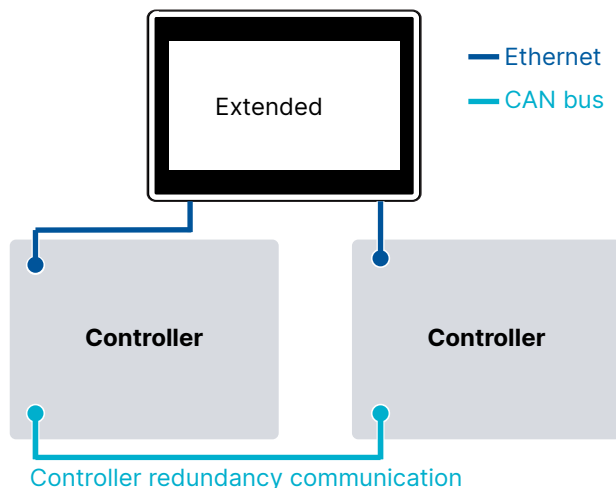 Extended
Ethernet
CAN bus
Controller
Controller
Controller redundancy communication